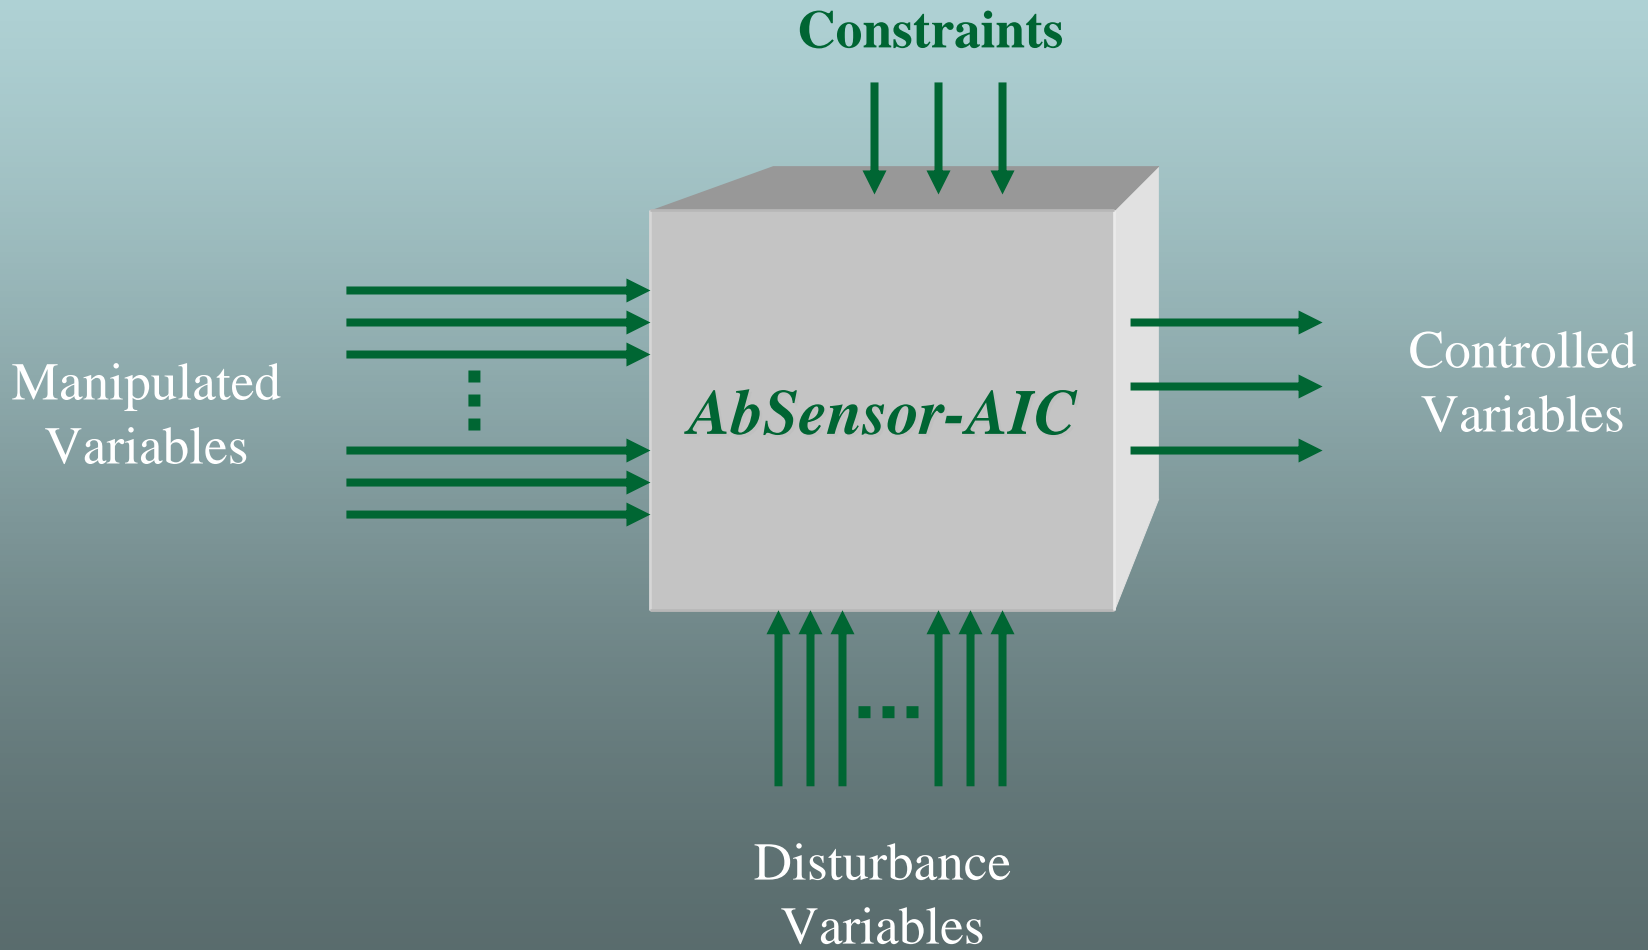 Constraints
Manipulated
Variables
AbSensor-AIC
Controlled
Variables
Disturbance
Variables